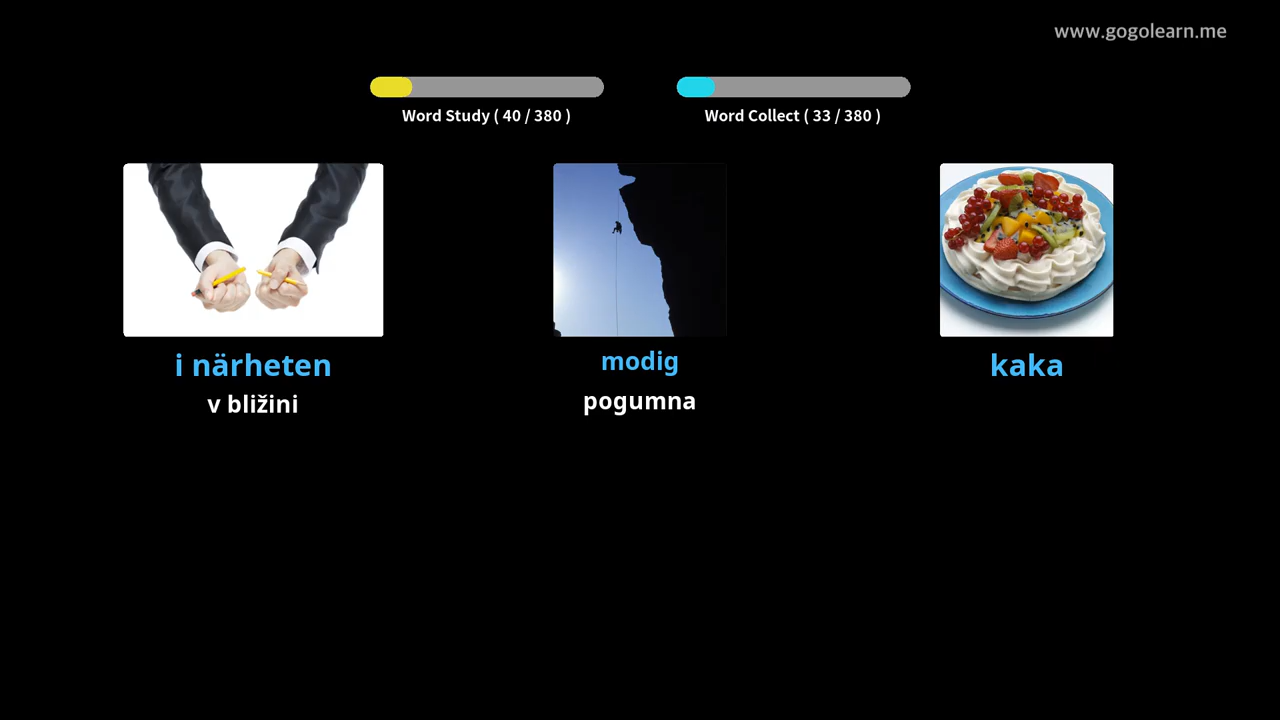 www.gogolearn.me
Word Study ( 40 / 380 )
Word Collect ( 33 / 380 )
i närheten
v bližini
modig
pogumna
kaka